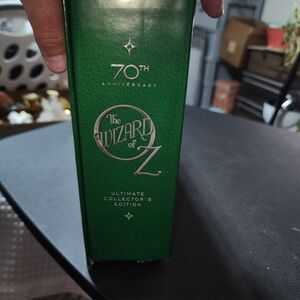 70TH
ANNIVERSARY
The
WIZARD
of
OZ
ULTIMATE
COLLECTOR'S
EDITION